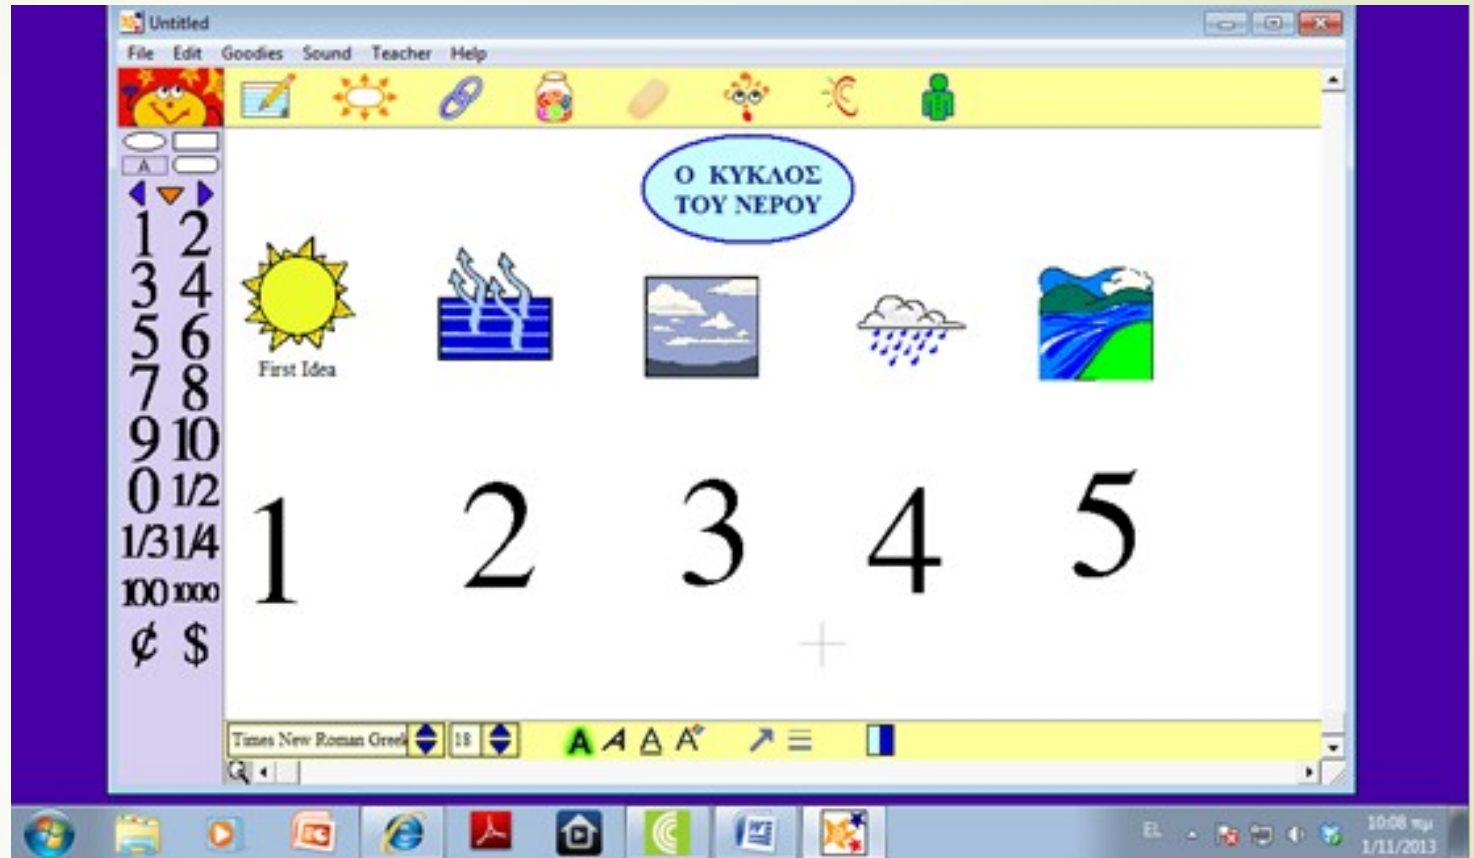 Untitled
File Edit Goodies Sound Teacher Help
Ο ΚΥΚΛΟΣ
ΤΟΥ ΝΕΡΟΥ
A
1 2
3 4
5 6
7 8
9 10
0 1/2
1/3 1/4
100 1000
¢ $
First Idea
1 2 3 4 5
Times New Roman Greek 18 A A A A
EL 10:08 πμ
1/11/2013